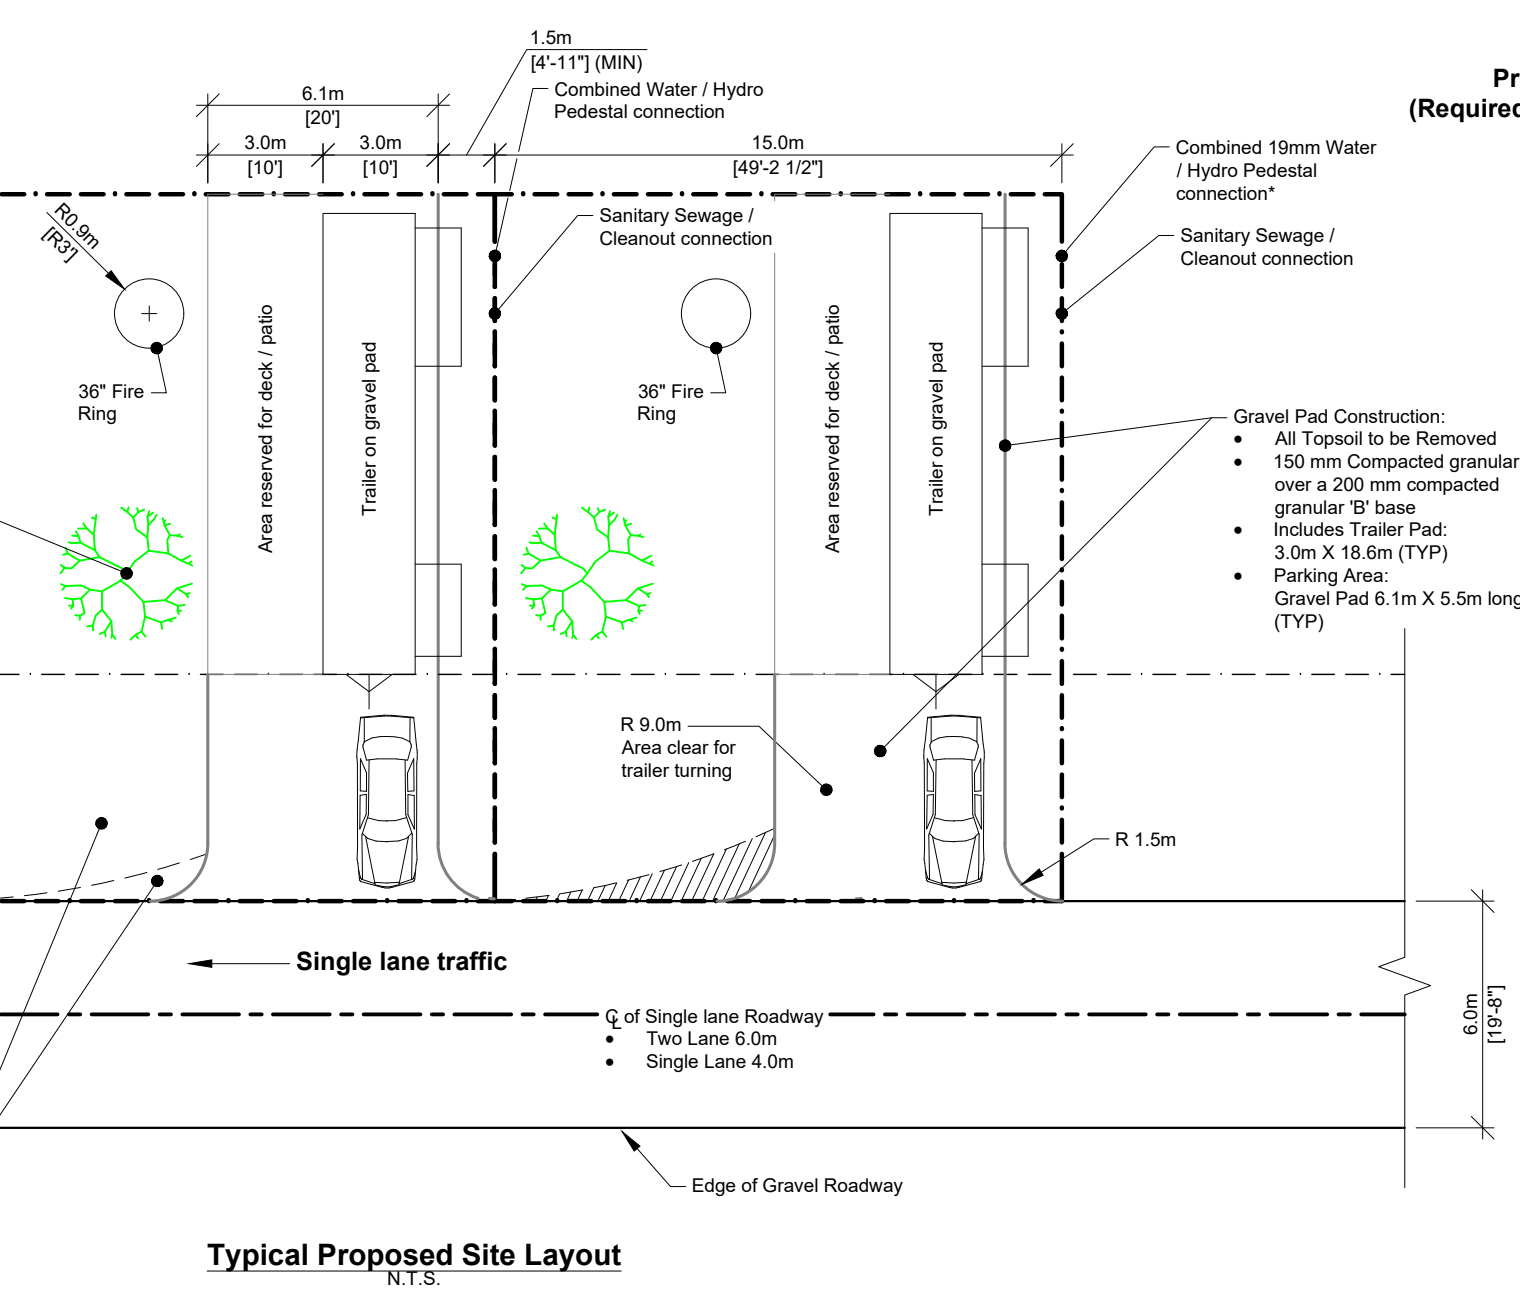 1.5m
[4'-11"] (MIN)
Combined Water / Hydro
Pedestal connection
6.1m
[20']
3.0m
[10']
3.0m
[10']
15.0m
[49'-2 1/2"]
Pr
(Required
Combined 19mm Water
/ Hydro Pedestal
connection*
Sanitary Sewage /
Cleanout connection
Sanitary Sewage /
Cleanout connection
R0.9m
[R3']
36" Fire
Ring
Area reserved for deck / patio
Trailer on gravel pad
36" Fire
Ring
Area reserved for deck / patio
Trailer on gravel pad
Gravel Pad Construction:
• All Topsoil to be Removed
• 150 mm Compacted granular
over a 200 mm compacted
granular 'B' base
• Includes Trailer Pad:
3.0m X 18.6m (TYP)
• Parking Area:
Gravel Pad 6.1m X 5.5m long
(TYP)
R 9.0m
Area clear for
trailer turning
R 1.5m
Single lane traffic
CL of Single lane Roadway
• Two Lane 6.0m
• Single Lane 4.0m
6.0m
[19'-8"]
Edge of Gravel Roadway
Typical Proposed Site Layout
N.T.S.